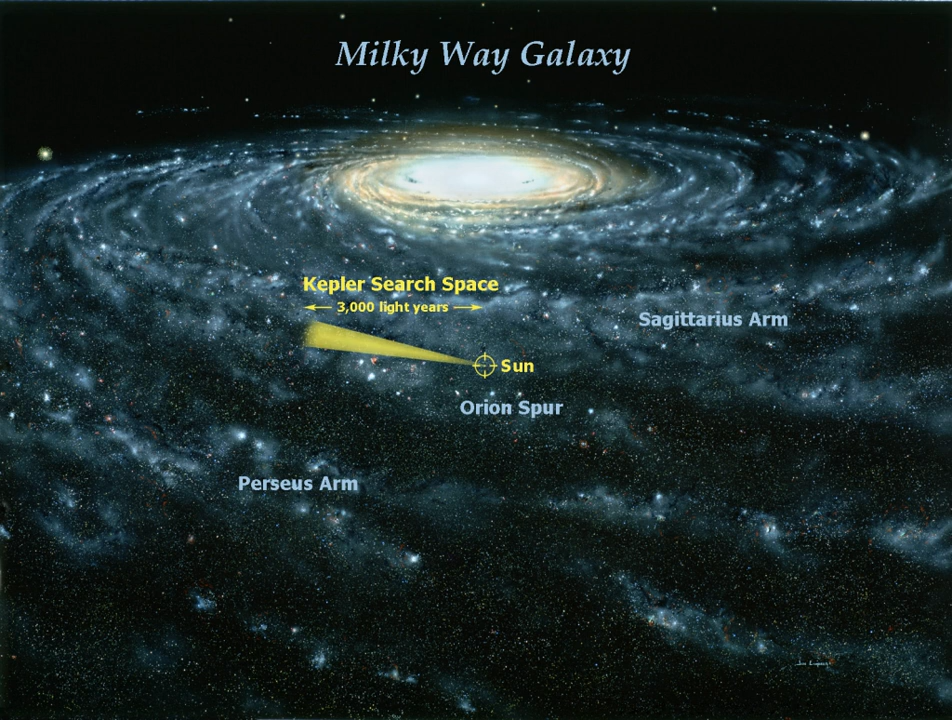 Milky Way Galaxy
Kepler Search Space
3,000 light years
Sagittarius Arm
Sun
Orion Spur
Perseus Arm